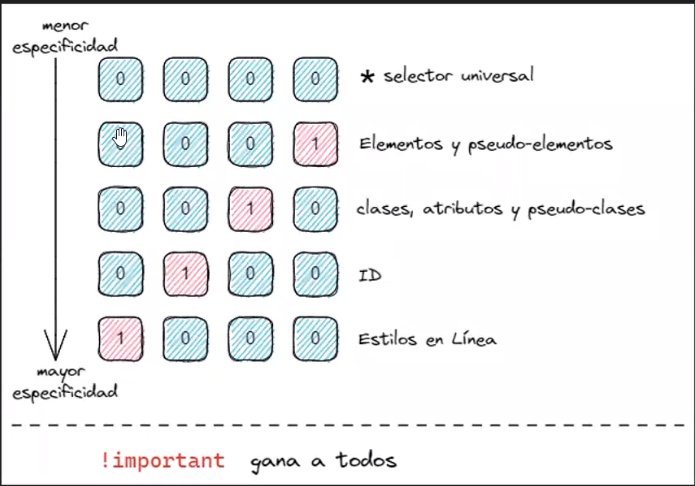 menor
especificidad
0 0 0 0 * selector universal
0 0 1 Elementos y pseudo-elementos
0 0 1 0 clases, atributos y pseudo-clases
0 1 0 0 ID
1 0 0 0 Estilos en Línea
mayor
especificidad
!important gana a todos